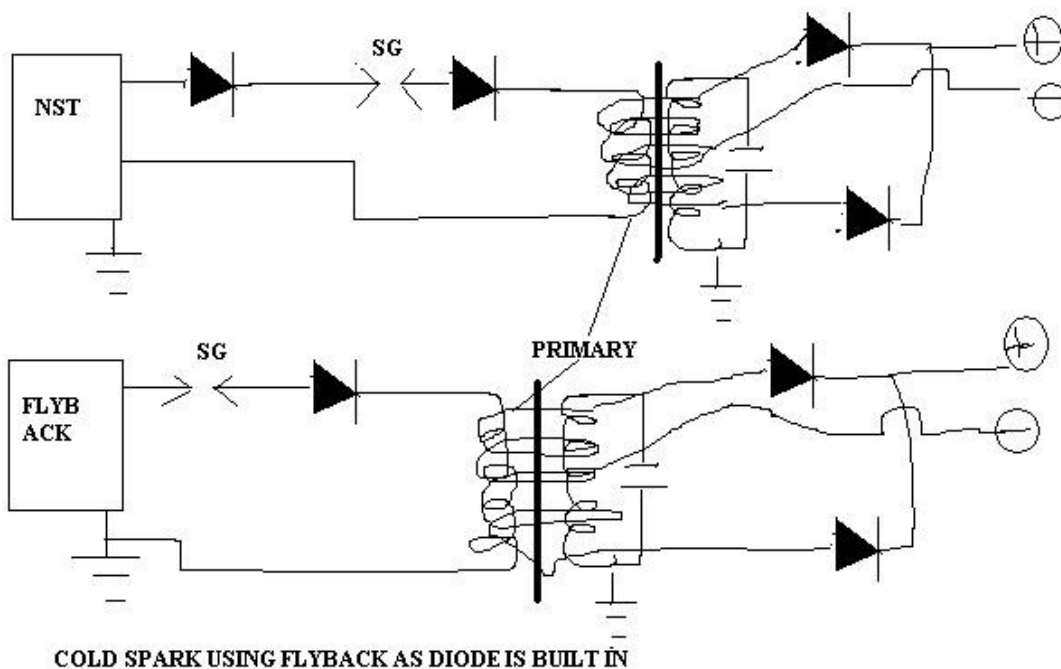 SG
NST
PRIMARY
SG
FLYB
ACK
COLD SPARK USING FLYBACK AS DIODE IS BUILT IN